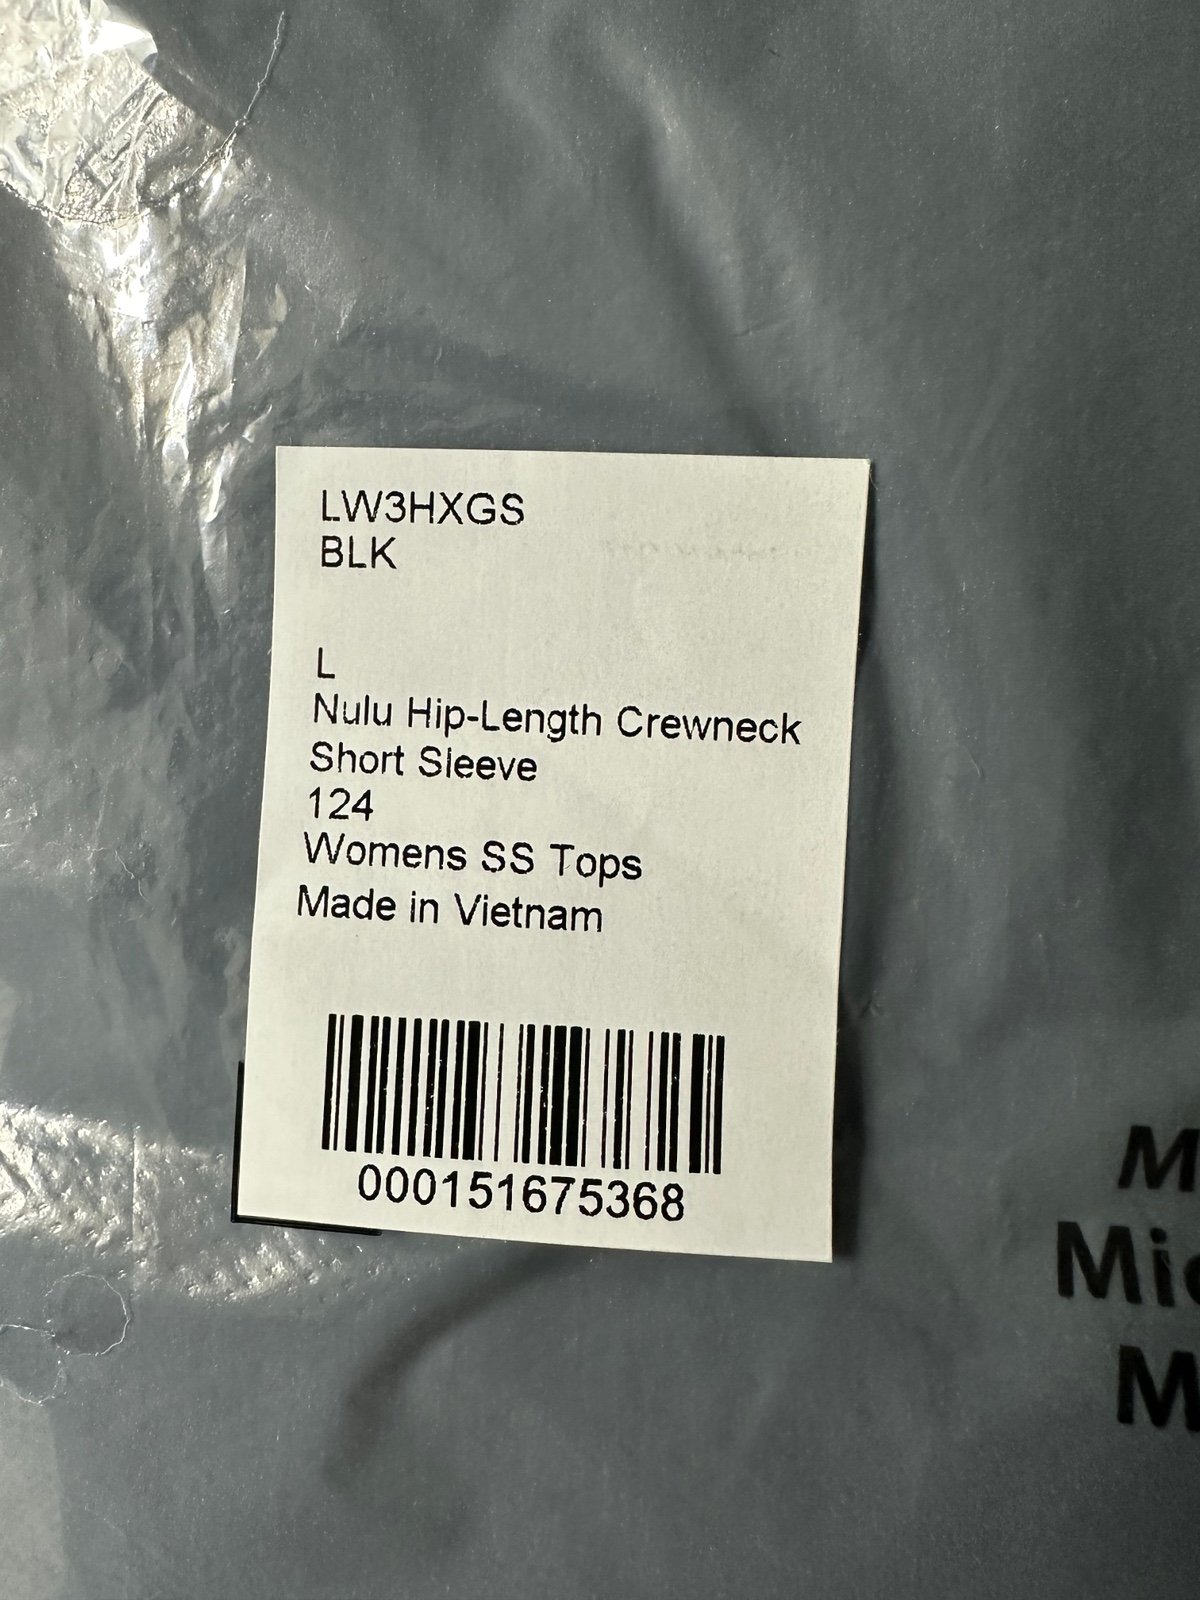 LW3HXGS
BLK
L
Nulu Hip-Length Crewneck
Short Sleeve
124
Womens SS Tops
Made in Vietnam
000151675368